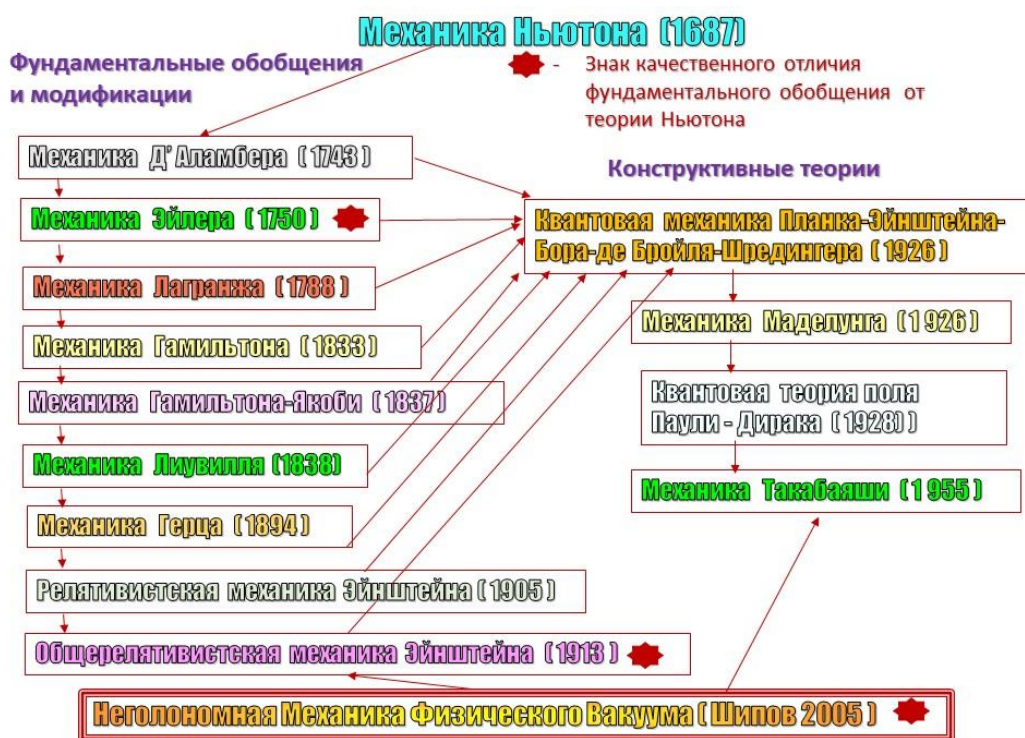 Механика Ньютона (1687)
Фундаментальные обобщения
и модификации
- Знак качественного отличия
фундаментального обобщения от
теории Ньютона
Механика Д'Аламбера (1743)
Конструктивные теории
Механика Эйлера (1750)
Квантовая механика Планка-Эйнштейна-
Бора-де Бройля-Шредингера (1926)
Механика Лагранжа (1788)
Механика Маделунга (1926)
Механика Гамильтона (1833)
Квантовая теория поля
Паули - Дирака (1928))
Механика Гамильтона-Якоби (1837)
Механика Лиувилля (1838)
Механика Такабаяши (1955)
Механика Герца (1894)
Релятивистская механика Эйнштейна (1905)
Общерелятивистская механика Эйнштейна (1913)
Неголономная Механика Физического Вакуума (Шипов 2005)